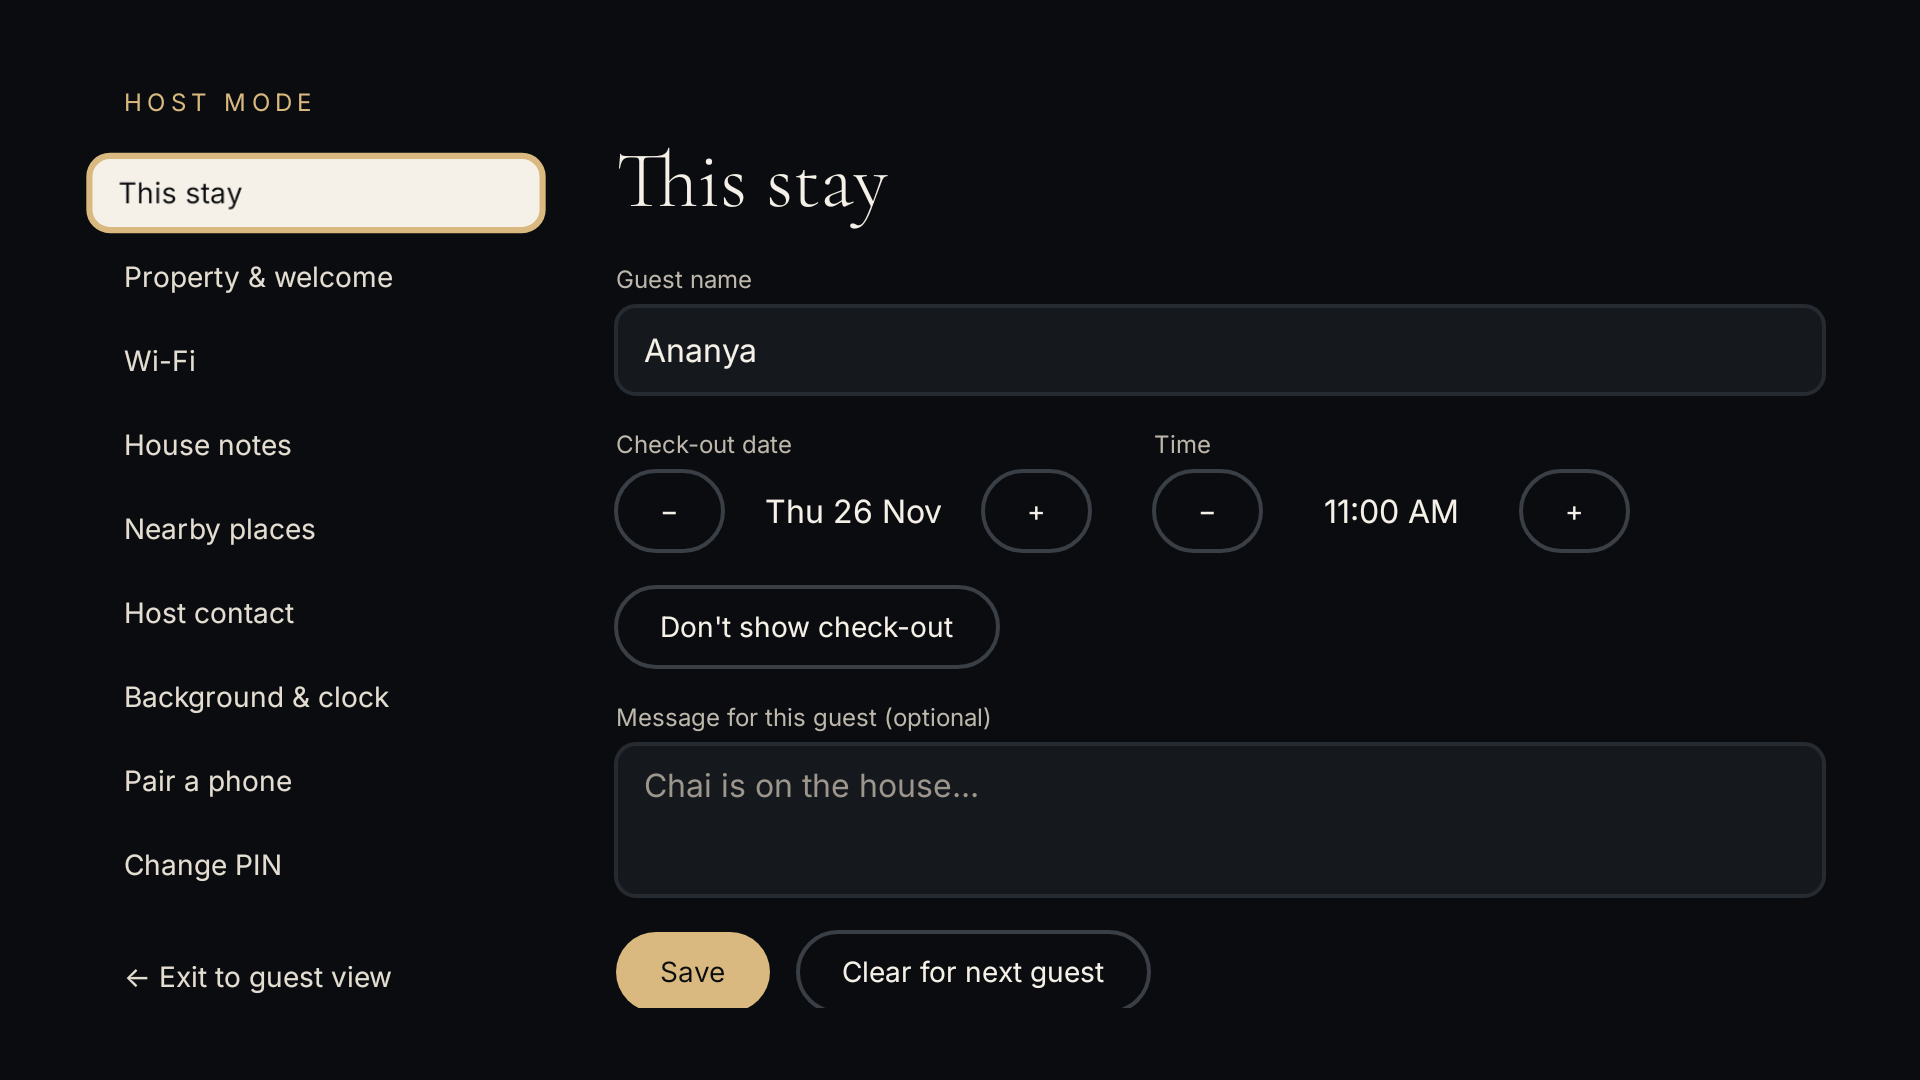 HOST MODE
This stay
Property & welcome
Wi-Fi
House notes
Nearby places
Host contact
Background & clock
Pair a phone
Change PIN
← Exit to guest view
This stay
Guest name
Ananya
Check-out date
Time
− Thu 26 Nov +
− 11:00 AM +
Don't show check-out
Message for this guest (optional)
Chai is on the house...
Save
Clear for next guest